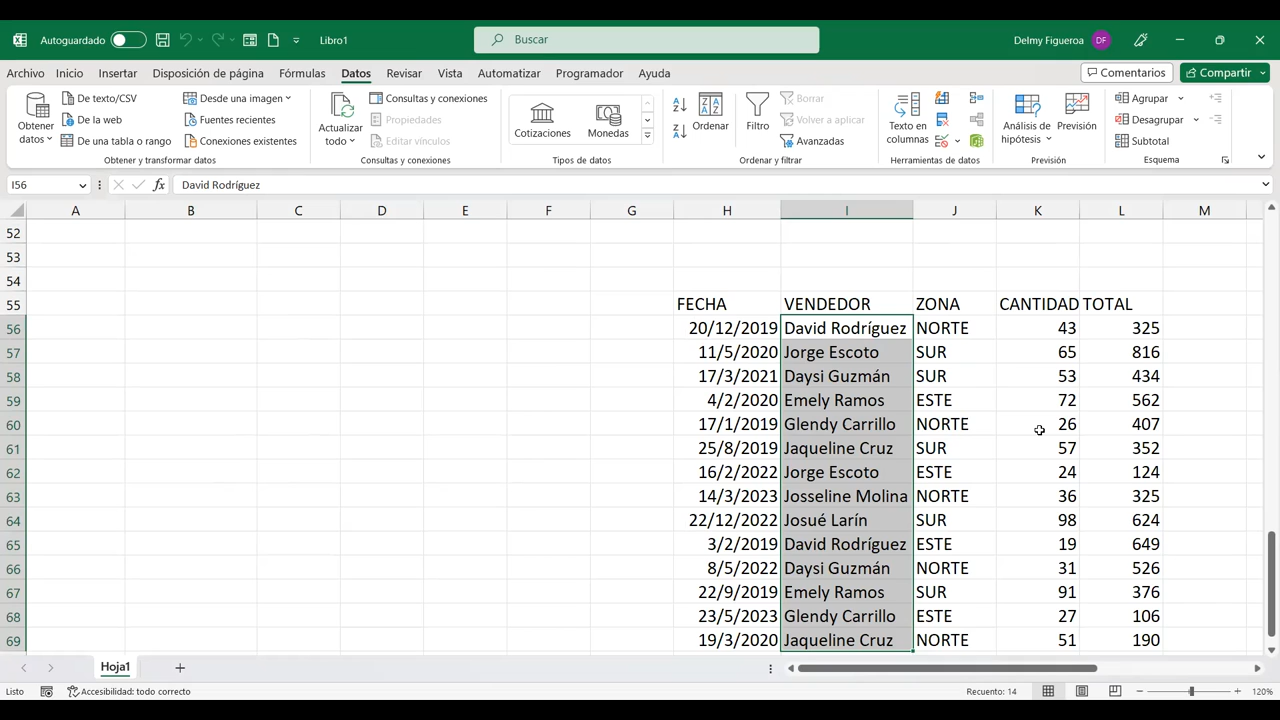 Autoguardado
Libro1
Buscar
Delmy Figueroa
DF
Archivo Inicio Insertar Disposición de página Fórmulas Datos Revisar Vista Automatizar Programador Ayuda
Comentarios
Compartir
Obtener datos
De texto/CSV
De la web
De una tabla o rango
Desde una imagen
Fuentes recientes
Conexiones existentes
Obtener y transformar datos
Actualizar todo
Consultas y conexiones
Propiedades
Editar vínculos
Consultas y conexiones
Cotizaciones
Monedas
Tipos de datos
Ordenar
Filtro
Borrar
Volver a aplicar
Avanzadas
Ordenar y filtrar
Texto en columnas
Herramientas de datos
Análisis de hipótesis
Previsión
Previsión
Agrupar
Desagrupar
Subtotal
Esquema
I56
fx
David Rodríguez
A B C D E F G H I J K L M
52
53
54
55 FECHA VENDEDOR ZONA CANTIDAD TOTAL
56 20/12/2019 David Rodríguez NORTE 43 325
57 11/5/2020 Jorge Escoto SUR 65 816
58 17/3/2021 Daysi Guzmán SUR 53 434
59 4/2/2020 Emely Ramos ESTE 72 562
60 17/1/2019 Glendy Carrillo NORTE 26 407
61 25/8/2019 Jaqueline Cruz SUR 57 352
62 16/2/2022 Jorge Escoto ESTE 24 124
63 14/3/2023 Josseline Molina NORTE 36 325
64 22/12/2022 Josué Larín SUR 98 624
65 3/2/2019 David Rodríguez ESTE 19 649
66 8/5/2022 Daysi Guzmán NORTE 31 526
67 22/9/2019 Emely Ramos SUR 91 376
68 23/5/2023 Glendy Carrillo ESTE 27 106
69 19/3/2020 Jaqueline Cruz NORTE 51 190
Hoja1
Listo
Accesibilidad: todo correcto
Recuento: 14
120%